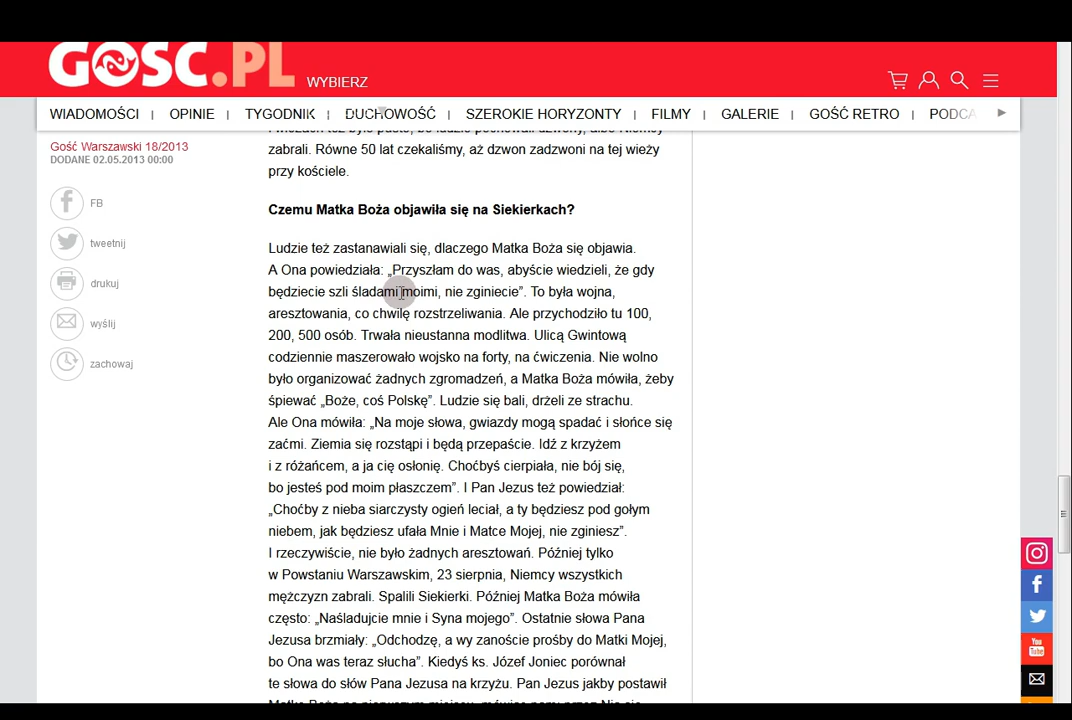 GOSC.PL WYBIERZ
WIADOMOŚCI | OPINIE | TYGODNIK | DUCHOWOŚĆ | SZEROKIE HORYZONTY | FILMY | GALERIE | GOŚĆ RETRO | PODCA
Gość Warszawski 18/2013
DODANE 02.05.2013 00:00
FB
tweetnij
drukuj
wyślij
zachowaj
zabrali. Równe 50 lat czekaliśmy, aż dzwon zadzwoni na tej wieży
przy kościele.
Czemu Matka Boża objawiła się na Siekierkach?
Ludzie też zastanawiali się, dlaczego Matka Boża się objawia.
A Ona powiedziała: „Przyszłam do was, abyście wiedzieli, że gdy
będziecie szli śladami moimi, nie zginiecie”. To była wojna,
aresztowania, co chwilę rozstrzeliwania. Ale przychodziło tu 100,
200, 500 osób. Trwała nieustanna modlitwa. Ulicą Gwintową
codziennie maszerowało wojsko na forty, na ćwiczenia. Nie wolno
było organizować żadnych zgromadzeń, a Matka Boża mówiła, żeby
śpiewać „Boże, coś Polskę”. Ludzie się bali, drżeli ze strachu.
Ale Ona mówiła: „Na moje słowa, gwiazdy mogą spadać i słońce się
zaćmi. Ziemia się rozstąpi i będą przepaście. Idź z krzyżem
i z różańcem, a ja cię osłonię. Choćbyś cierpiała, nie bój się,
bo jesteś pod moim płaszczem”. I Pan Jezus też powiedział:
„Choćby z nieba siarczysty ogień leciał, a ty będziesz pod gołym
niebem, jak będziesz ufała Mnie i Matce Mojej, nie zginiesz”.
I rzeczywiście, nie było żadnych aresztowań. Później tylko
w Powstaniu Warszawskim, 23 sierpnia, Niemcy wszystkich
mężczyzn zabrali. Spalili Siekierki. Później Matka Boża mówiła
często: „Naśladujcie mnie i Syna mojego”. Ostatnie słowa Pana
Jezusa brzmiały: „Odchodzę, a wy zanoście prośby do Matki Mojej,
bo Ona was teraz słucha”. Kiedyś ks. Józef Joniec porównał
te słowa do słów Pana Jezusa na krzyżu. Pan Jezus jakby postawił
You Tube